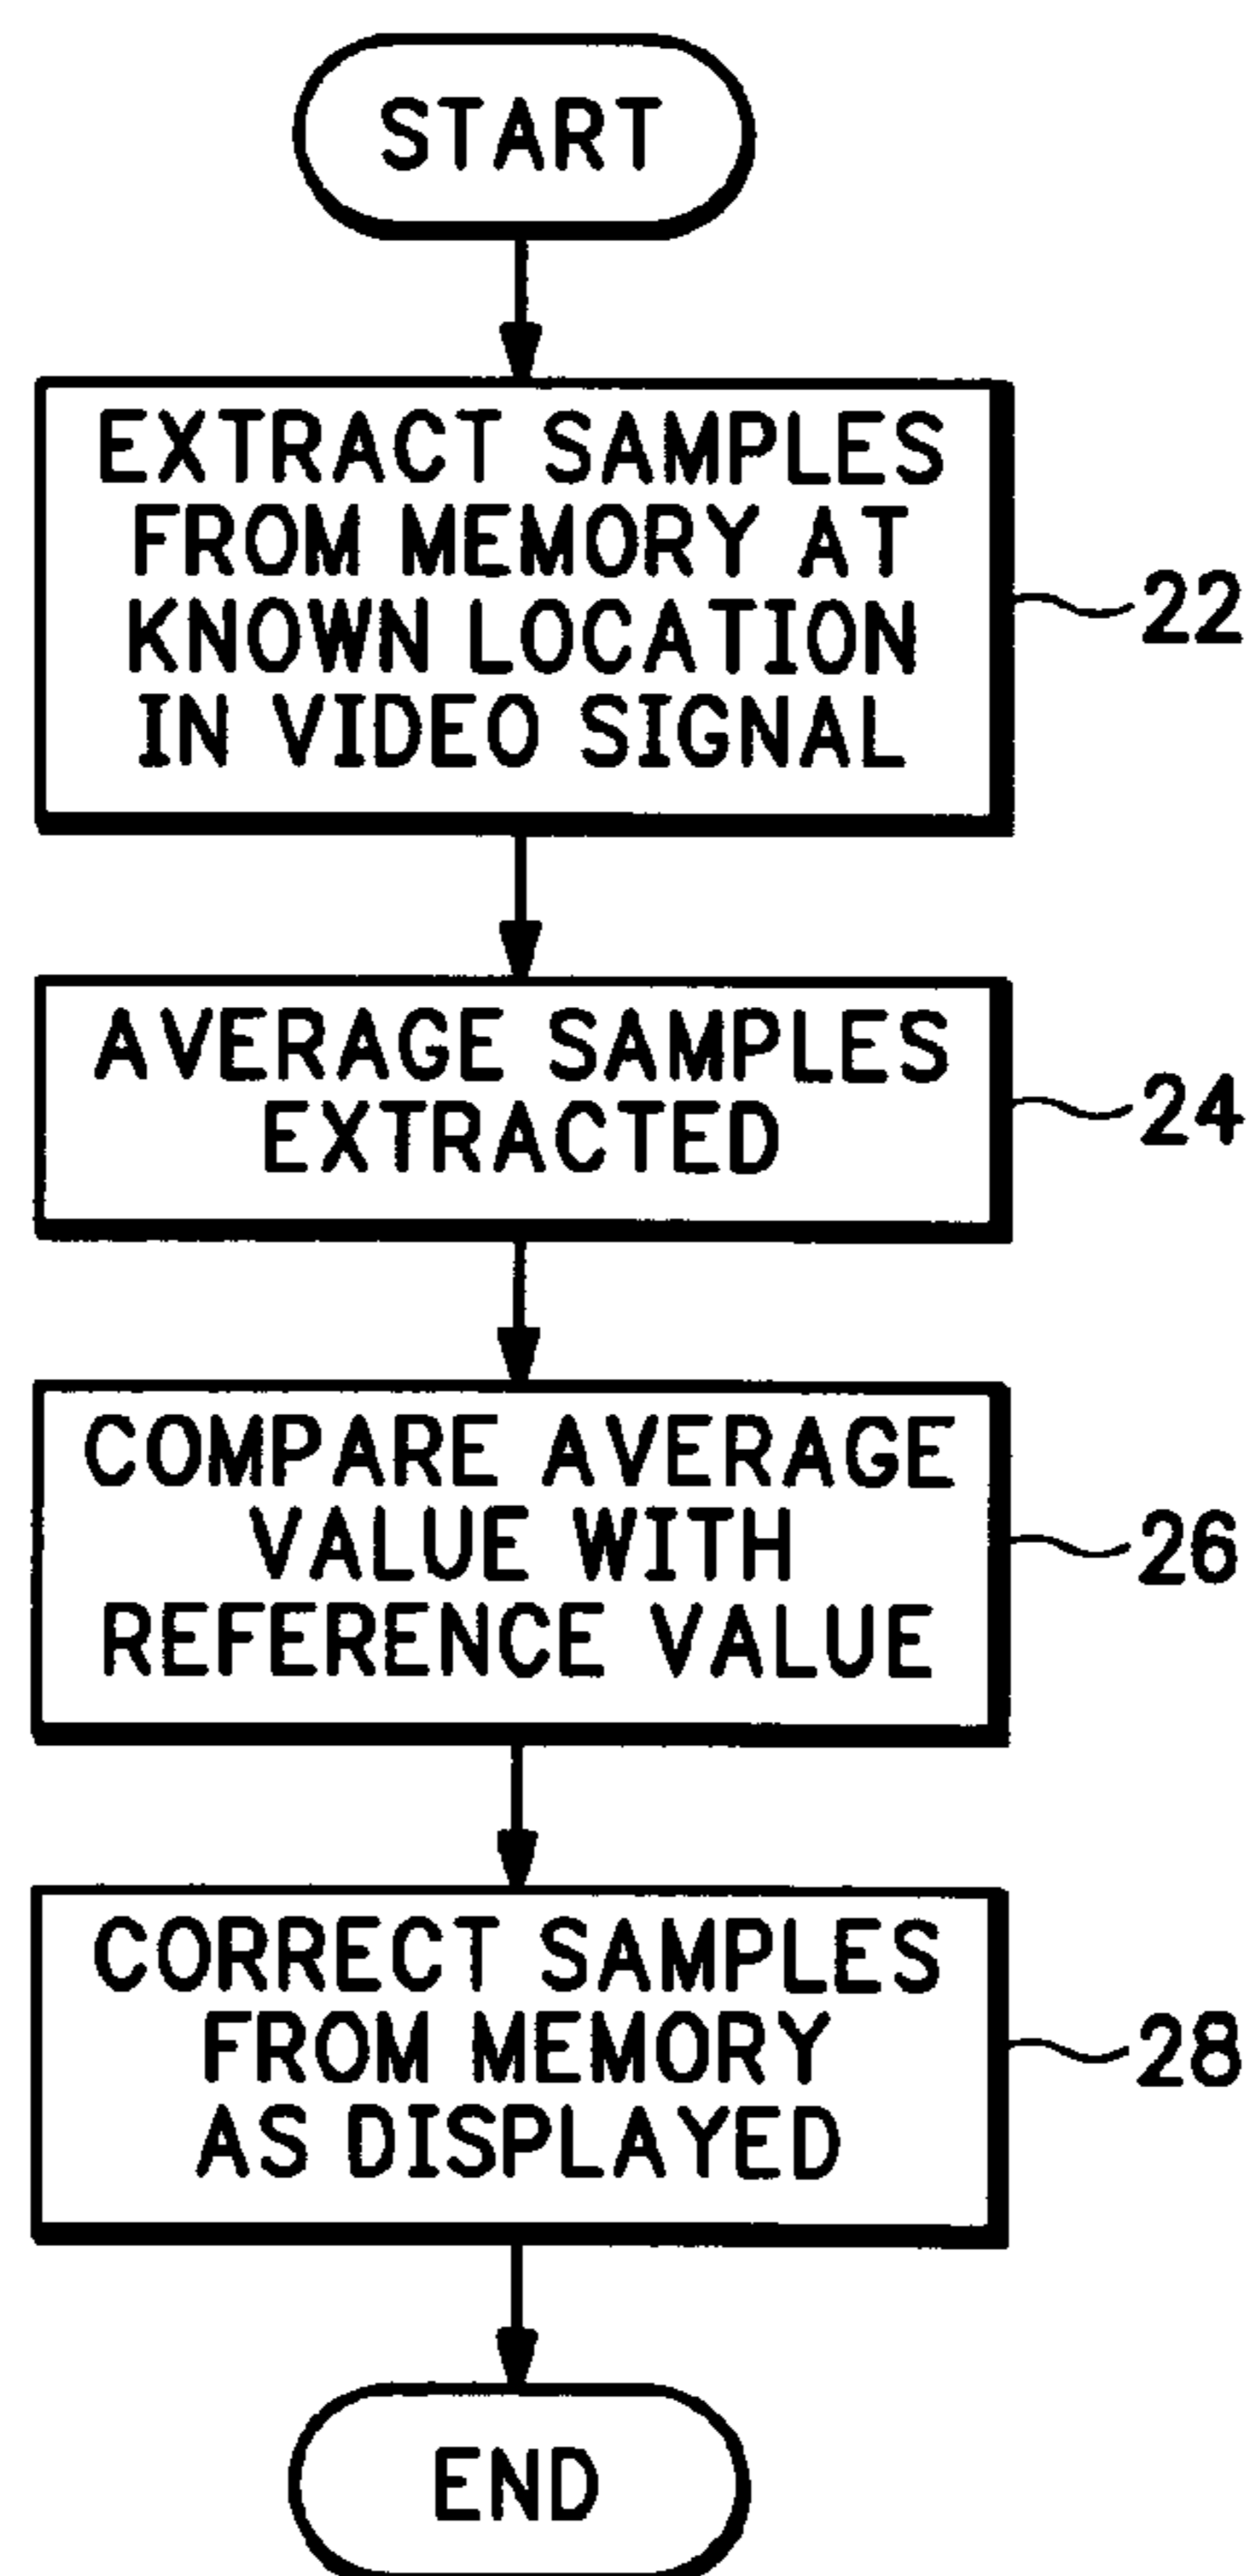 START
EXTRACT SAMPLES
FROM MEMORY AT
KNOWN LOCATION
IN VIDEO SIGNAL
22
AVERAGE SAMPLES
EXTRACTED
24
COMPARE AVERAGE
VALUE WITH
REFERENCE VALUE
26
CORRECT SAMPLES
FROM MEMORY
AS DISPLAYED
28
END